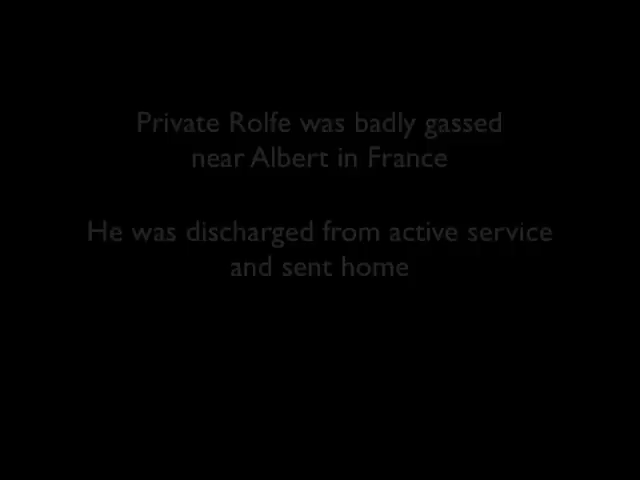 Private Rolfe was badly gassed
near Albert in France
He was discharged from active service
and sent home